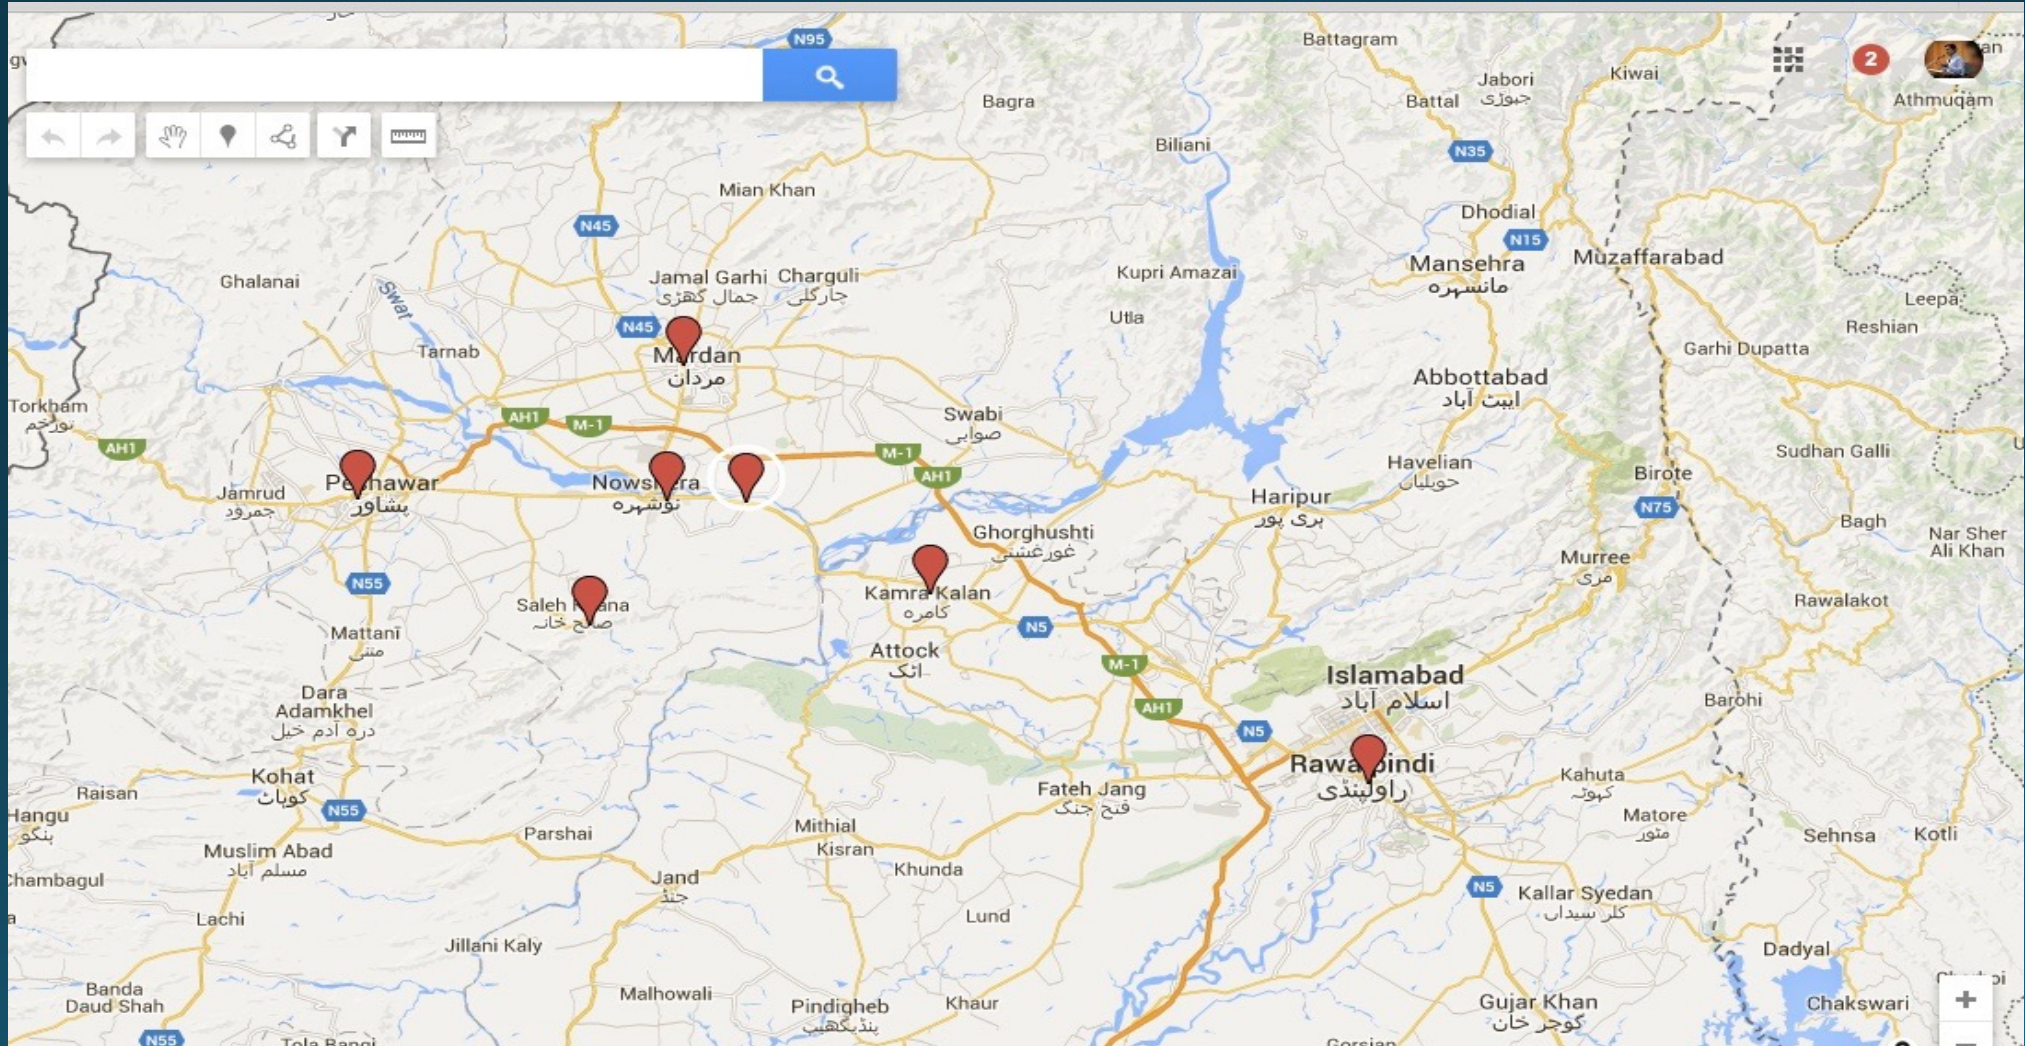 N95
Battagram
Kiwai
2
Jabori
جبوڑی
Battal
Athmuqam
Bagra
Biliani
N35
Mian Khan
Dhodial
N45
N15
Muzaffarabad
Mansehra
مانسہرہ
Ghalanai
Swat
Jamal Garhi
جمال گھڑی
Charguli
چارگلی
Kupri Amazai
Leepa
Utla
Reshian
N45
Garhi Dupatta
Tarnab
Mardan
مردان
Abbottabad
ایبٹ آباد
Torkham
تورخم
AH1
M-1
Swabi
صوابی
AH1
M-1
AH1
Sudhan Galli
Havelian
حویلیاں
Birote
Jamrud
جمرود
Peshawar
پشاور
Nowshera
نوشہرہ
Haripur
ہری پور
N75
Bagh
Nar Sher
Ali Khan
Ghorghushti
غورغشتی
Murree
مری
N55
Kamra Kalan
کامرہ
Rawalakot
Saleh Khana
صالح خانہ
N5
Mattani
متنی
Attock
اٹک
M-1
Islamabad
اسلام آباد
Dara
Adamkhel
درہ آدم خیل
Barohi
AH1
N5
Rawalpindi
راولپنڈی
Kohat
کوہاٹ
Kahuta
کہوٹہ
Raisan
Fateh Jang
فتح جنگ
N55
Hangu
ہنگو
Matore
مٹور
Parshai
Mithial
Sehnsa
Kotli
Kisran
Muslim Abad
مسلم آباد
Khunda
Chambagul
Jand
جنڈ
N5
Kallar Syedan
کلر سیداں
Lachi
Lund
Jillani Kaly
Dadyal
Banda
Daud Shah
Malhowali
Pindigheb
پنڈیگھیب
Khaur
Gujar Khan
گوجر خان
Chakswari
N55